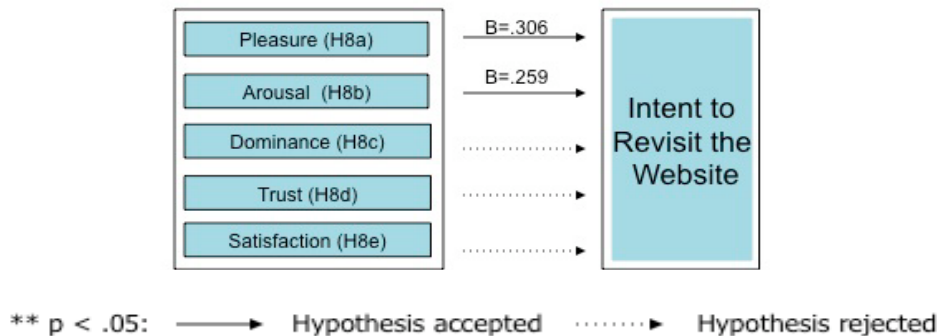 Pleasure (H8a)
B=.306
Arousal (H8b)
B=.259
Dominance (H8c)
Trust (H8d)
Satisfaction (H8e)
Intent to
Revisit the
Website
** p < .05: Hypothesis accepted Hypothesis rejected